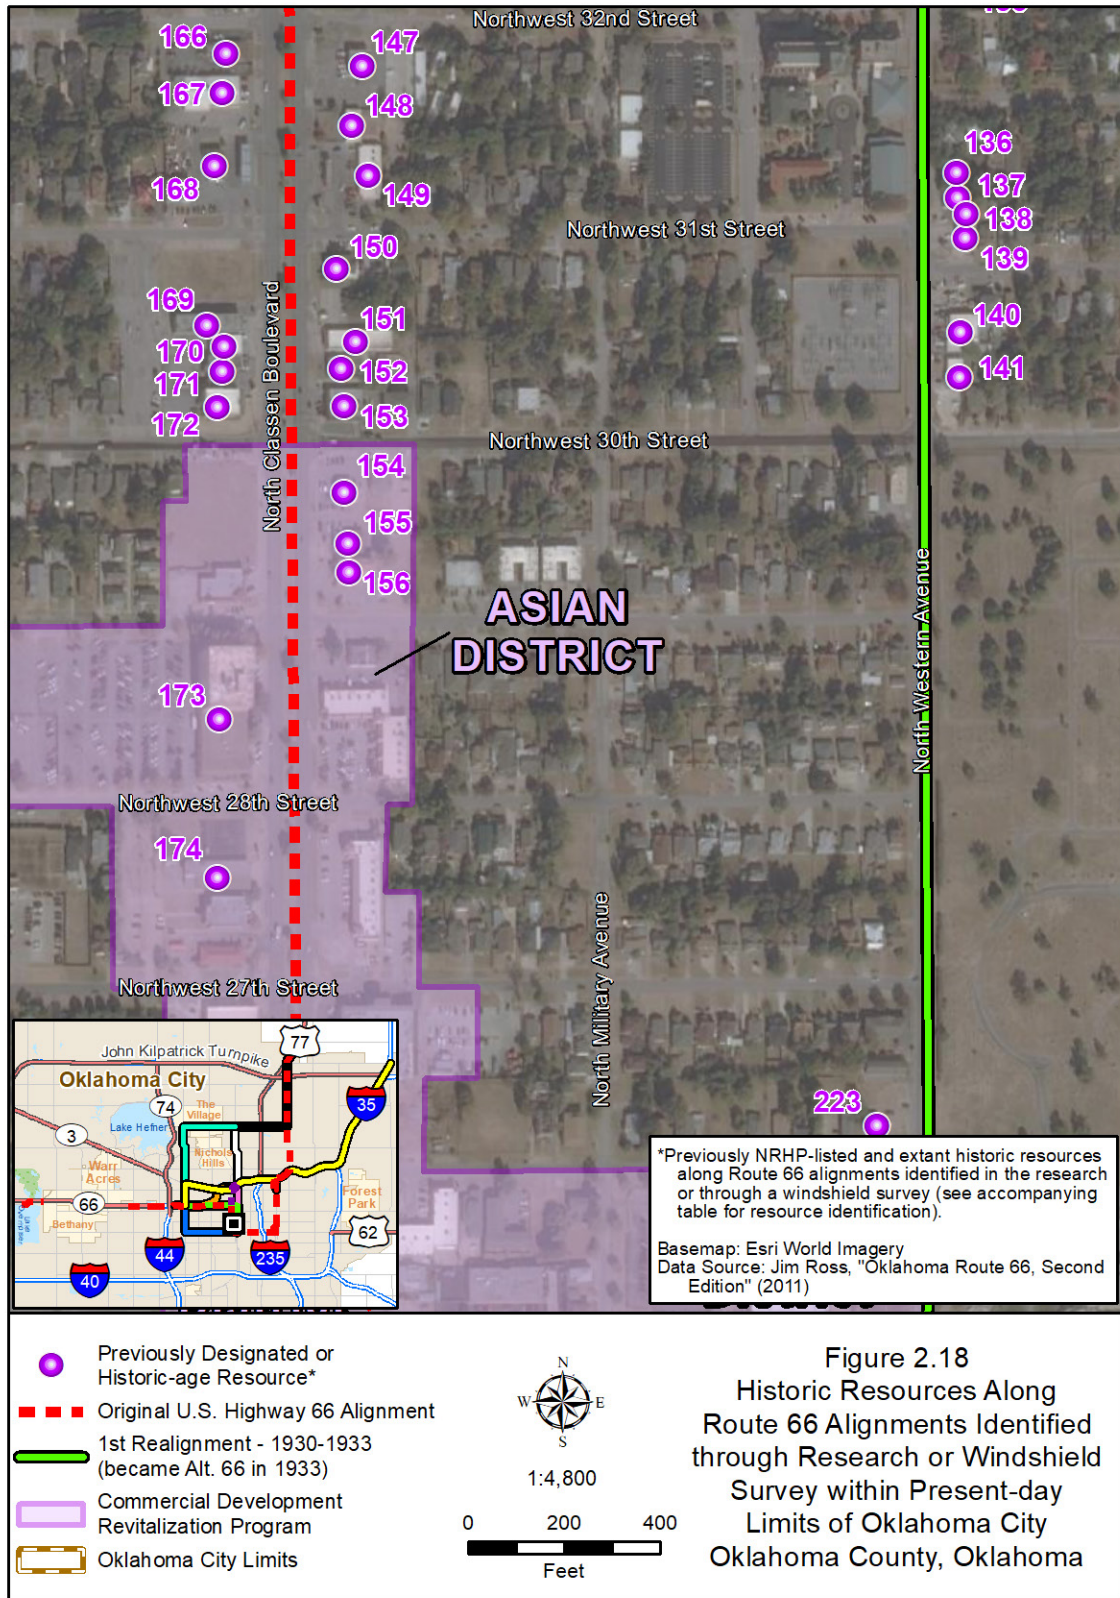 Northwest 32nd Street
166
147
167
148
136
168
149
137
138
Northwest 31st Street
139
150
169
151
140
170
152
141
171
153
172
North Classen Boulevard
Northwest 30th Street
154
155
156
ASIAN
DISTRICT
North Western Avenue
173
Northwest 28th Street
174
North Military Avenue
Northwest 27th Street
223
John Kilpatrick Turnpike
77
Oklahoma City
74
The
Village
35
Lake Hefner
3
Nichols
Hills
Warr
Acres
66
Bethany
Forest
Park
62
44
235
40
*Previously NRHP-listed and extant historic resources
along Route 66 alignments identified in the research
or through a windshield survey (see accompanying
table for resource identification).
Basemap: Esri World Imagery
Data Source: Jim Ross, "Oklahoma Route 66, Second
Edition" (2011)
Previously Designated or
Historic-age Resource*
Original U.S. Highway 66 Alignment
1st Realignment - 1930-1933
(became Alt. 66 in 1933)
Commercial Development
Revitalization Program
Oklahoma City Limits
N
W E
S
1:4,800
0 200 400
Feet
Figure 2.18
Historic Resources Along
Route 66 Alignments Identified
through Research or Windshield
Survey within Present-day
Limits of Oklahoma City
Oklahoma County, Oklahoma